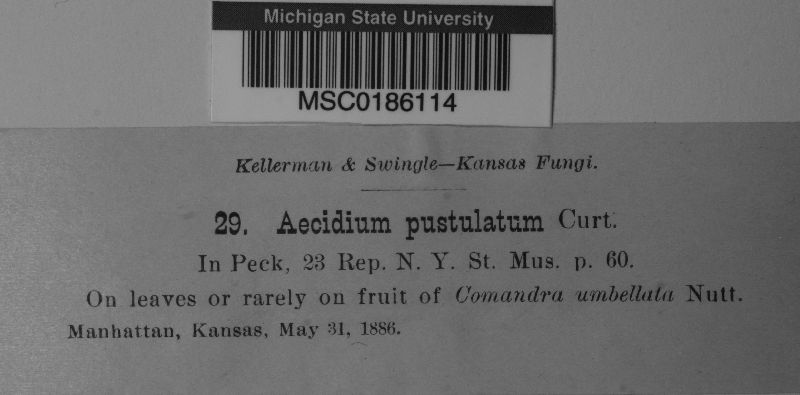 Michigan State University
MSC0186114
Kellerman & Swingle—Kansas Fungi.
29. Aecidium pustulatum Curt.
In Peck, 23 Rep. N. Y. St. Mus. p. 60.
On leaves or rarely on fruit of Comandra umbellata Nutt.
Manhattan, Kansas, May 31, 1886.